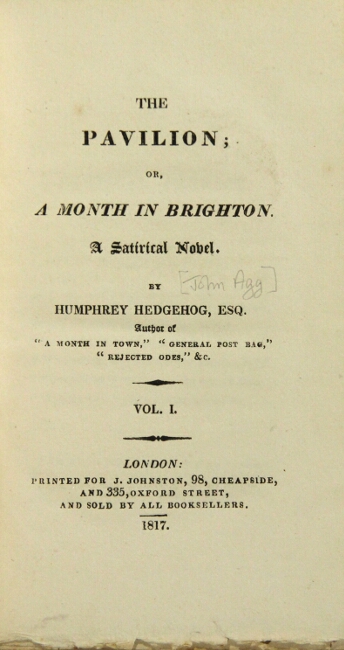 THE
PAVILION;
OR,
A MONTH IN BRIGHTON.
A Satirical Novel.
[John Agg]
BY
HUMPHREY HEDGEHOG, ESQ.
Author of
"A MONTH IN TOWN," "GENERAL POST BAG,"
"REJECTED ODES," &C.
VOL. I.
LONDON:
PRINTED FOR J. JOHNSTON, 98, CHEAPSIDE,
AND 335, OXFORD STREET,
AND SOLD BY ALL BOOKSELLERS.
1817.